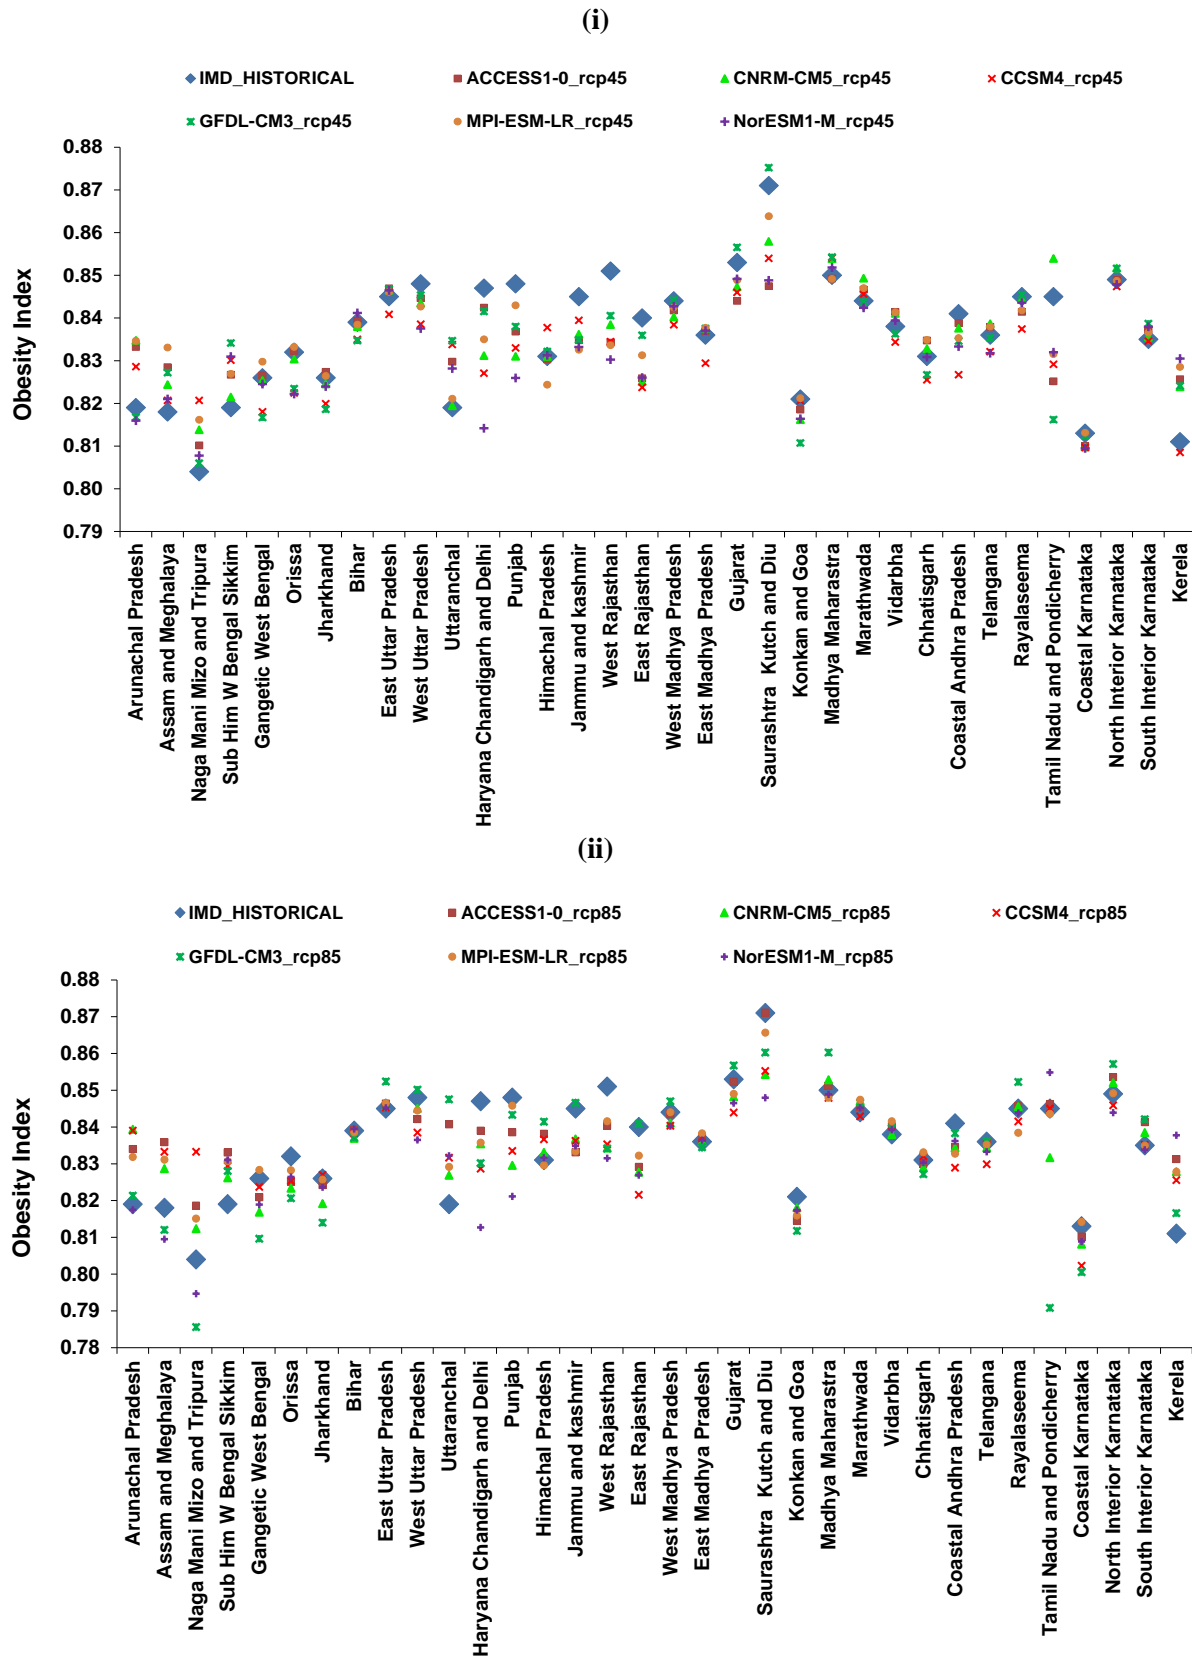 (i)
IMD_HISTORICAL ACCESS1-0_rcp45 CNRM-CM5_rcp45 CCSM4_rcp45
GFDL-CM3_rcp45 MPI-ESM-LR_rcp45 NorESM1-M_rcp45
Obesity Index
0.88
0.87
0.86
0.85
0.84
0.83
0.82
0.81
0.80
0.79
Arunachal Pradesh
Assam and Meghalaya
Naga Mani Mizo and Tripura
Sub Him W Bengal Sikkim
Gangetic West Bengal
Orissa
Jharkhand
Bihar
East Uttar Pradesh
West Uttar Pradesh
Uttaranchal
Haryana Chandigarh and Delhi
Punjab
Himachal Pradesh
Jammu and kashmir
West Rajasthan
East Rajasthan
West Madhya Pradesh
East Madhya Pradesh
Gujarat
Saurashtra Kutch and Diu
Konkan and Goa
Madhya Maharastra
Marathwada
Vidarbha
Chhatisgarh
Coastal Andhra Pradesh
Telangana
Rayalaseema
Tamil Nadu and Pondicherry
Coastal Karnataka
North Interior Karnataka
South Interior Karnataka
Kerela
(ii)
IMD_HISTORICAL ACCESS1-0_rcp85 CNRM-CM5_rcp85 CCSM4_rcp85
GFDL-CM3_rcp85 MPI-ESM-LR_rcp85 NorESM1-M_rcp85
Obesity Index
0.88
0.87
0.86
0.85
0.84
0.83
0.82
0.81
0.80
0.79
0.78
Arunachal Pradesh
Assam and Meghalaya
Naga Mani Mizo and Tripura
Sub Him W Bengal Sikkim
Gangetic West Bengal
Orissa
Jharkhand
Bihar
East Uttar Pradesh
West Uttar Pradesh
Uttaranchal
Haryana Chandigarh and Delhi
Punjab
Himachal Pradesh
Jammu and kashmir
West Rajasthan
East Rajasthan
West Madhya Pradesh
East Madhya Pradesh
Gujarat
Saurashtra Kutch and Diu
Konkan and Goa
Madhya Maharastra
Marathwada
Vidarbha
Chhatisgarh
Coastal Andhra Pradesh
Telangana
Rayalaseema
Tamil Nadu and Pondicherry
Coastal Karnataka
North Interior Karnataka
South Interior Karnataka
Kerela